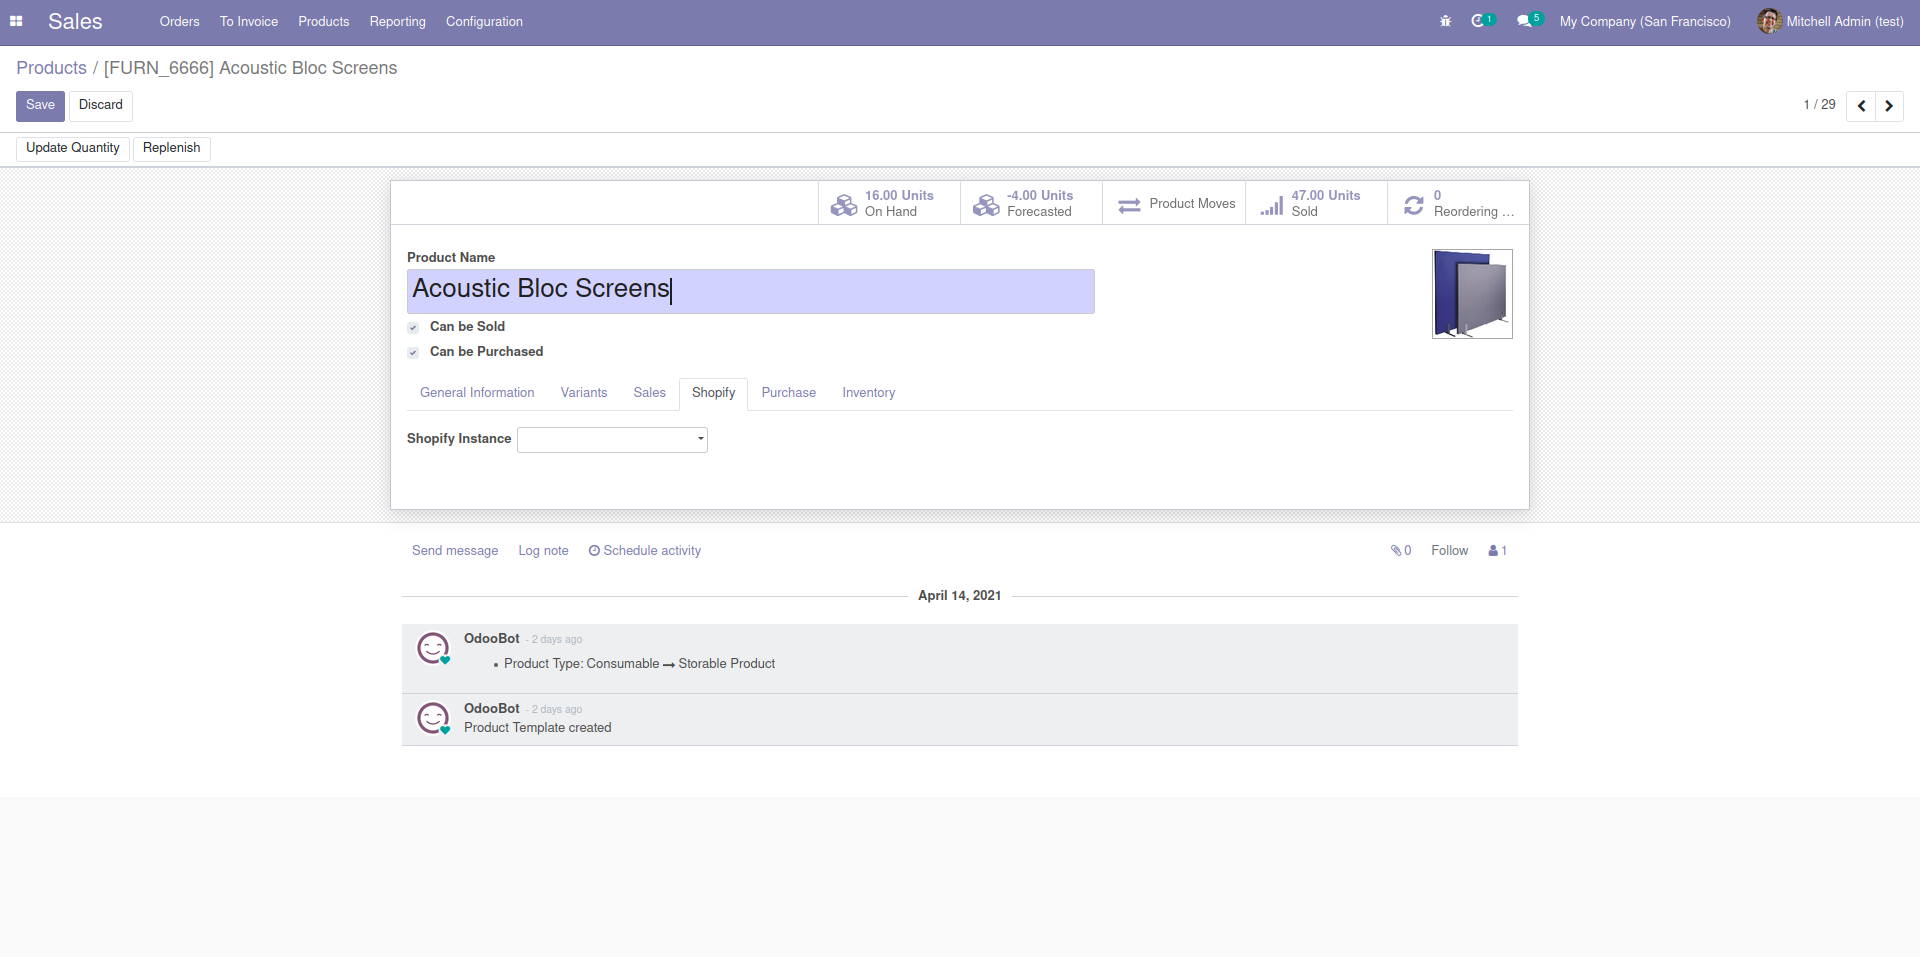 Sales
Orders
To Invoice
Products
Reporting
Configuration
1
5
My Company (San Francisco)
Mitchell Admin (test)
Products / [FURN_6666] Acoustic Bloc Screens
Save
Discard
1 / 29
Update Quantity
Replenish
16.00 Units
On Hand
-4.00 Units
Forecasted
Product Moves
47.00 Units
Sold
0
Reordering ...
Product Name
Acoustic Bloc Screens
Can be Sold
Can be Purchased
General Information
Variants
Sales
Shopify
Purchase
Inventory
Shopify Instance
Send message
Log note
Schedule activity
0
Follow
1
April 14, 2021
OdooBot - 2 days ago
• Product Type: Consumable → Storable Product
OdooBot - 2 days ago
Product Template created